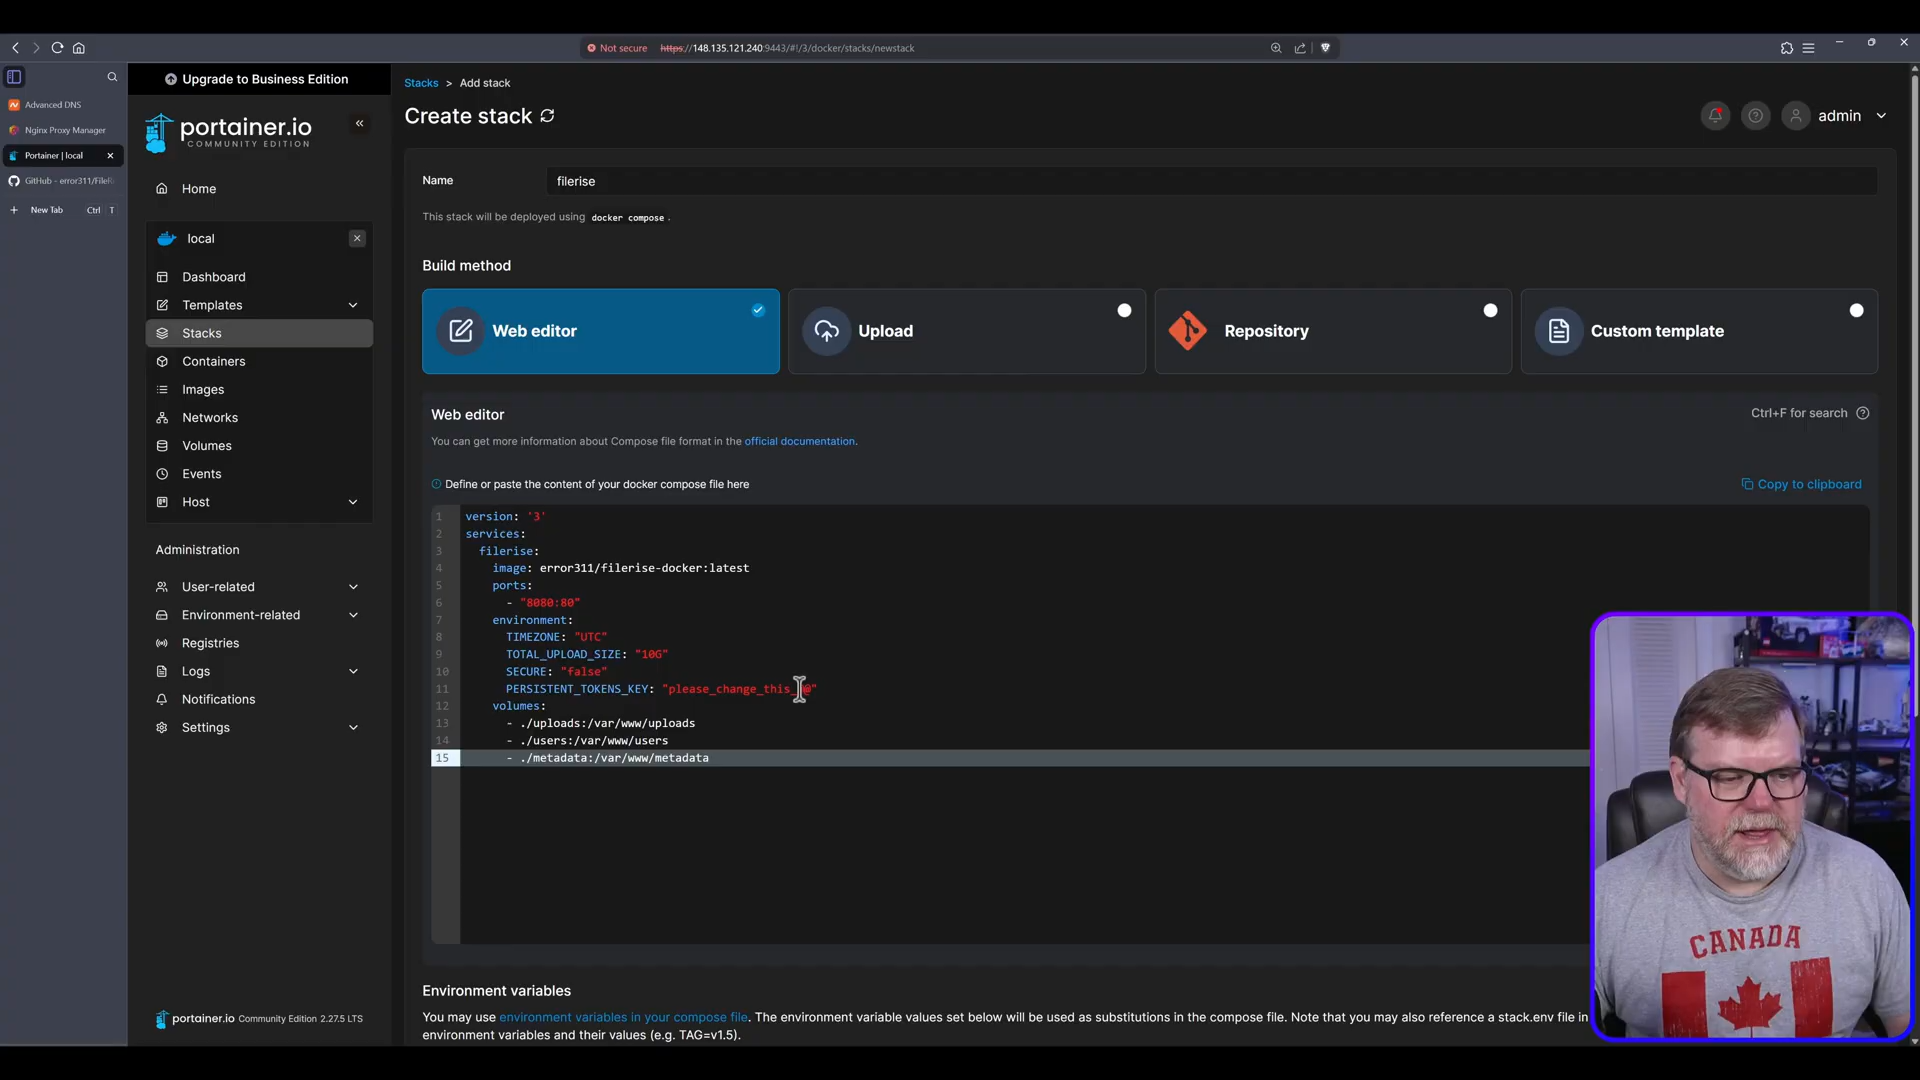 Not secure https://148.135.121.240:9443/#!/3/docker/stacks/newstack
Advanced DNS
Nginx Proxy Manager
Portainer | local
GitHub - error311/FileRi
New Tab Ctrl T
Upgrade to Business Edition
portainer.io
COMMUNITY EDITION
Home
local
Dashboard
Templates
Stacks
Containers
Images
Networks
Volumes
Events
Host
Administration
User-related
Environment-related
Registries
Logs
Notifications
Settings
portainer.io Community Edition 2.27.5 LTS
Stacks > Add stack
Create stack
admin
Name filerise
This stack will be deployed using docker compose.
Build method
Web editor
Upload
Repository
Custom template
Web editor
Ctrl+F for search
You can get more information about Compose file format in the official documentation.
Define or paste the content of your docker compose file here
Copy to clipboard
1 version: '3'
2 services:
3 filerise:
4 image: error311/filerise-docker:latest
5 ports:
6 - "8080:80"
7 environment:
8 TIMEZONE: "UTC"
9 TOTAL_UPLOAD_SIZE: "10G"
10 SECURE: "false"
11 PERSISTENT_TOKENS_KEY:
12 volumes:
13 - ./uploads:/var/www/uploads
14 - ./users:/var/www/users
15 - ./metadata:/var/www/metadata
Environment variables
You may use environment variables in your compose file. The environment variable values set below will be used as substitutions in the compose file. Note that you may also reference a stack.env file in
environment variables and their values (e.g. TAG=v1.5).
CANADA